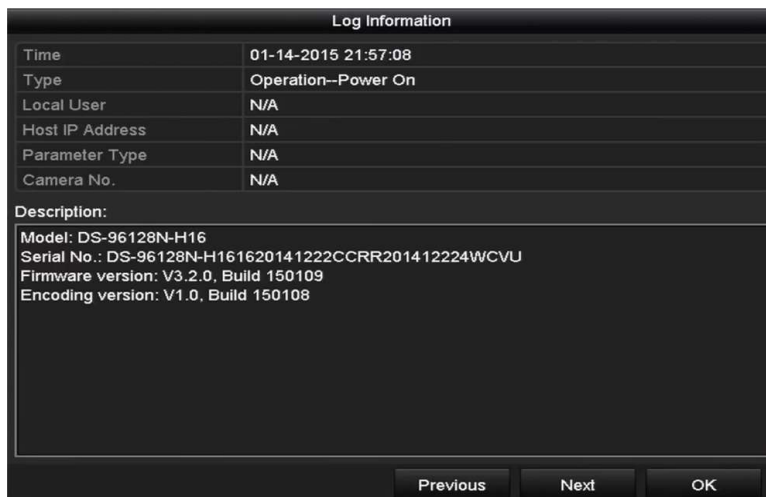 Log Information
Time 01-14-2015 21:57:08
Type Operation--Power On
Local User N/A
Host IP Address N/A
Parameter Type N/A
Camera No. N/A
Description:
Model: DS-96128N-H16
Serial No.: DS-96128N-H161620141222CCRR201412224WCVU
Firmware version: V3.2.0, Build 150109
Encoding version: V1.0, Build 150108
Previous Next OK